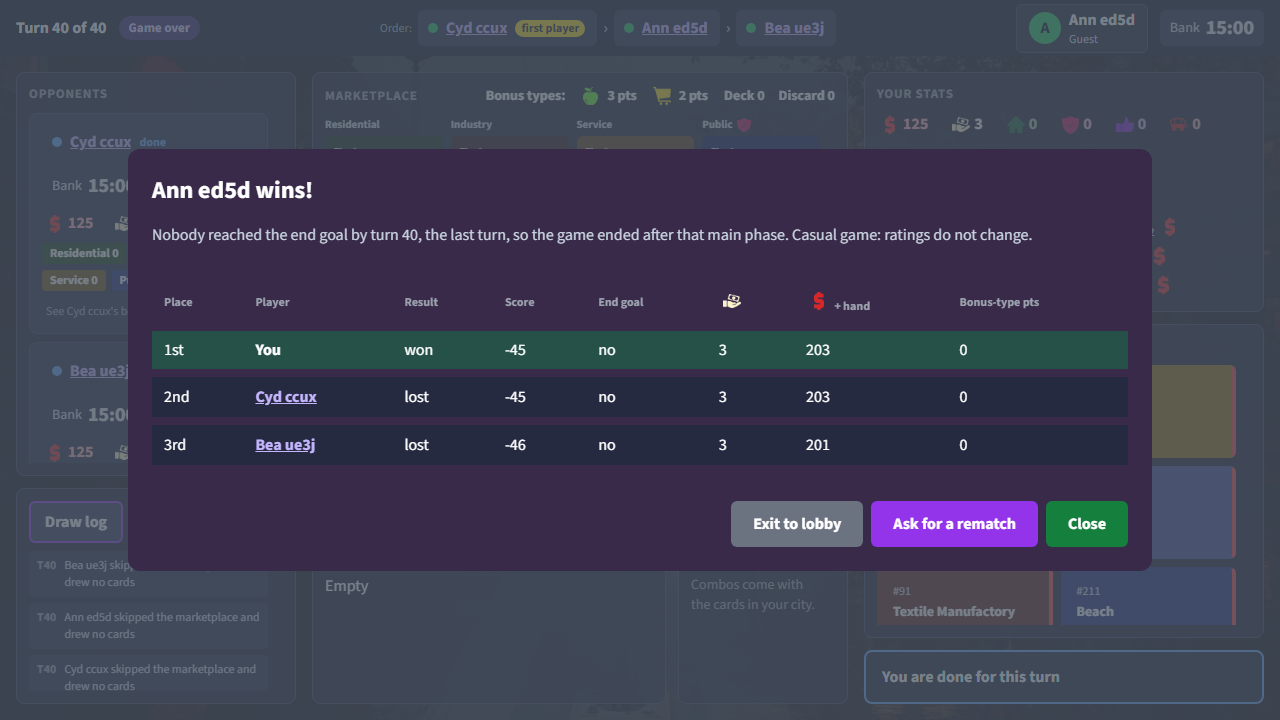 Turn 40 of 40 Game over
Order: Cyd ccux first player › Ann ed5d › Bea ue3j
A Ann ed5d
Guest
Bank 15:00
OPPONENTS
Cyd ccux done
Bank 15:00
125
Residential 0
Service 0
See Cyd ccux's b
Bea ue3j
Bank 15:00
125
Draw log
T40 Bea ue3j
drew no cards
T40 Ann ed5d skipped the marketplace and
drew no cards
T40 Cyd ccux skipped the marketplace and
drew no cards
MARKETPLACE Bonus types: 3 pts 2 pts Deck 0 Discard 0
Residential Industry Service Public
YOUR STATS
$ 125 3 0 0 0 0
Ann ed5d wins!
Nobody reached the end goal by turn 40, the last turn, so the game ended after that main phase. Casual game: ratings do not change.
Place Player Result Score End goal $ + hand Bonus-type pts
1st You won -45 no 3 203 0
2nd Cyd ccux lost -45 no 3 203 0
3rd Bea ue3j lost -46 no 3 201 0
Exit to lobby Ask for a rematch Close
Empty
Combos come with
the cards in your city.
#91
Textile Manufactory
#211
Beach
You are done for this turn